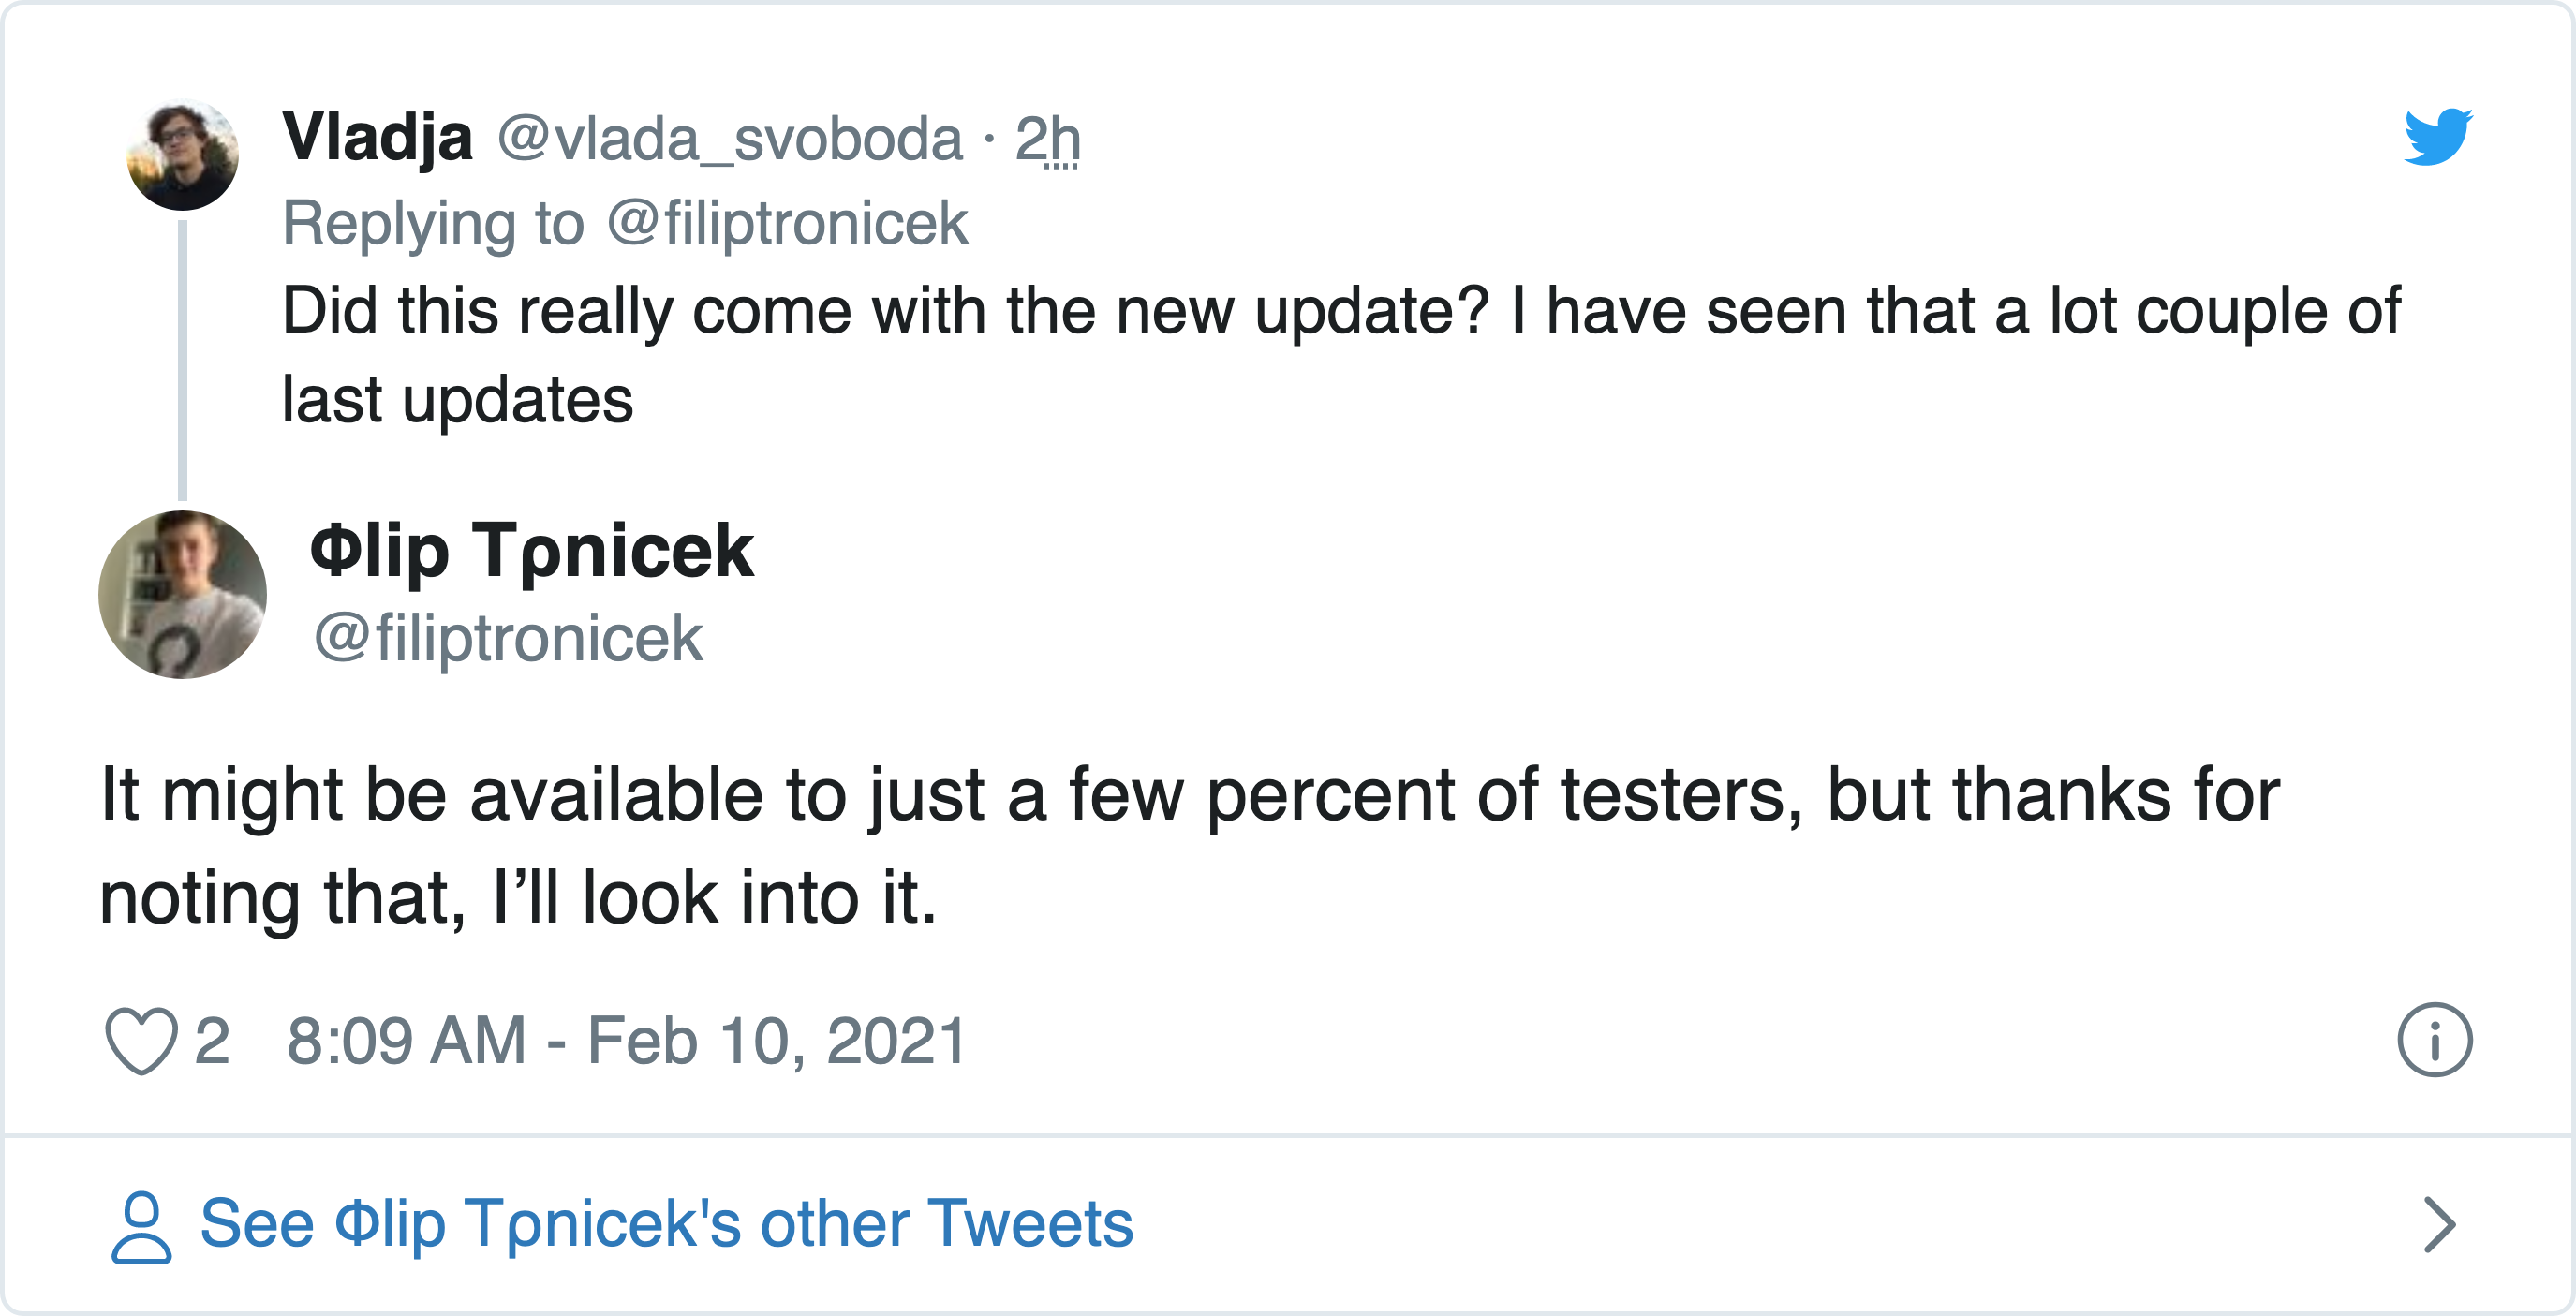 Vladja @vlada_svoboda · 2h
Replying to @filiptronicek
Did this really come with the new update? I have seen that a lot couple of
last updates
Φlip Tρnicek
@filiptronicek
It might be available to just a few percent of testers, but thanks for
noting that, I’ll look into it.
2 8:09 AM - Feb 10, 2021
See Φlip Tρnicek's other Tweets